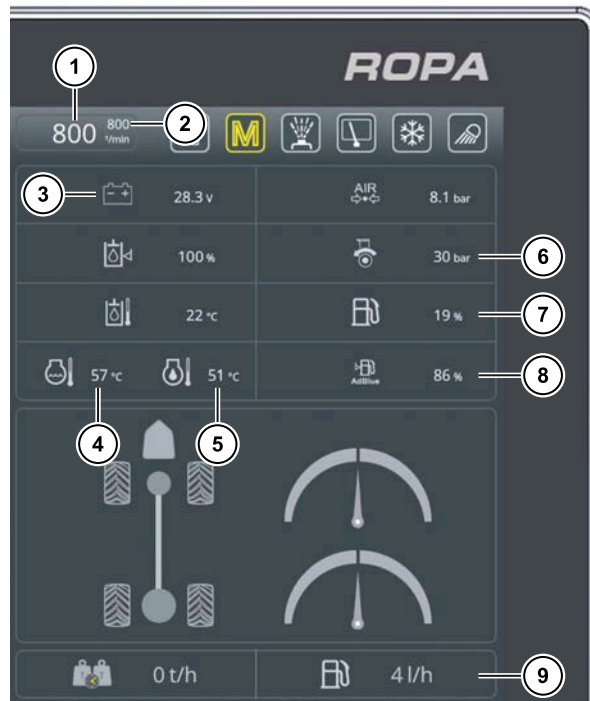 1
ROPA
800 800 2
1/min
M
3 28.3 v AIR 8.1 bar
100 % 30 bar 6
22 °C 19 % 7
57 °C 51 °C AdBlue 86 % 8
4 5
0 t/h 4 l/h 9